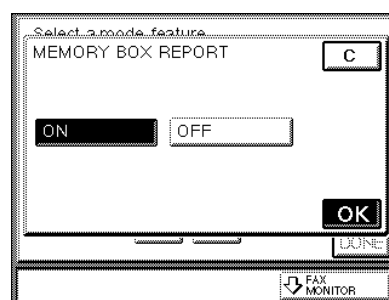 Select a mode feature
MEMORY BOX REPORT
C
ON
OFF
OK
DONE
FAX
MONITOR